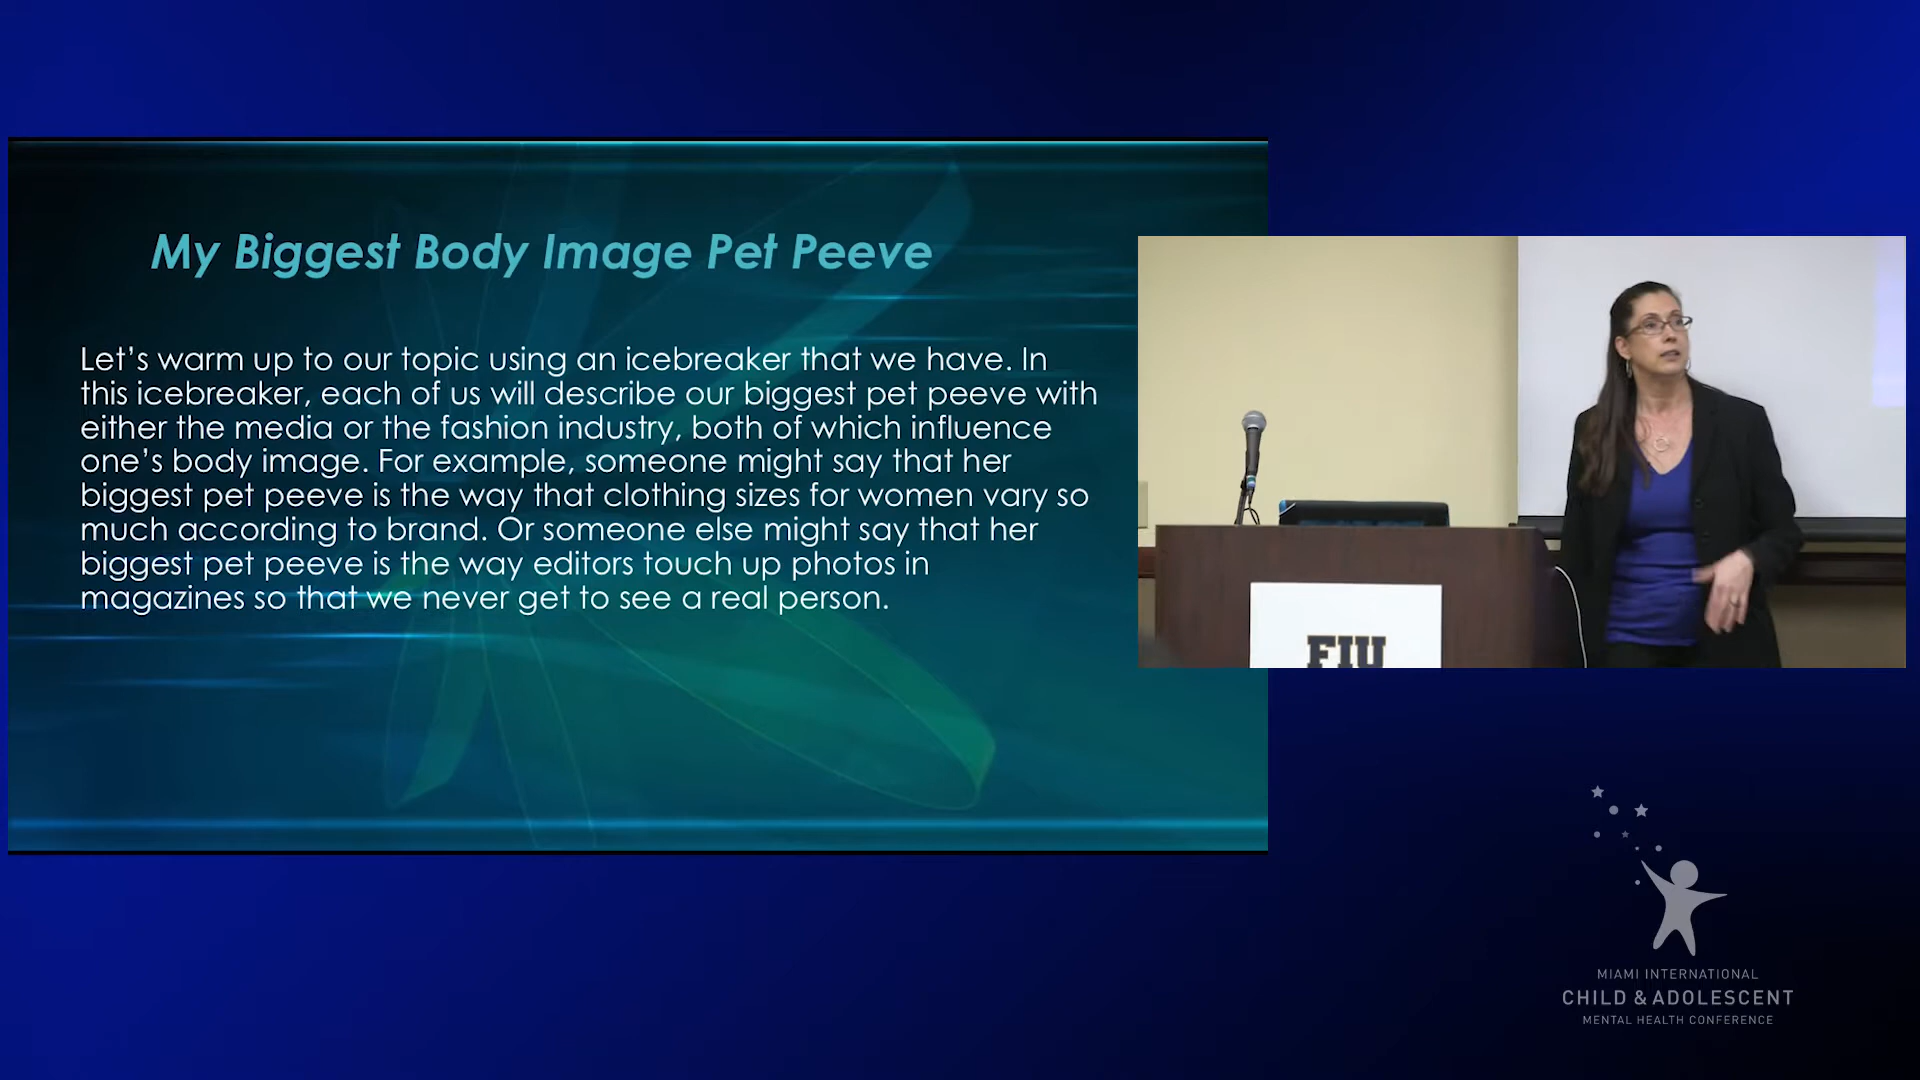 My Biggest Body Image Pet Peeve
Let’s warm up to our topic using an icebreaker that we have. In
this icebreaker, each of us will describe our biggest pet peeve with
either the media or the fashion industry, both of which influence
one’s body image. For example, someone might say that her
biggest pet peeve is the way that clothing sizes for women vary so
much according to brand. Or someone else might say that her
biggest pet peeve is the way editors touch up photos in
magazines so that we never get to see a real person.
FIU
MIAMI INTERNATIONAL
CHILD & ADOLESCENT
MENTAL HEALTH CONFERENCE